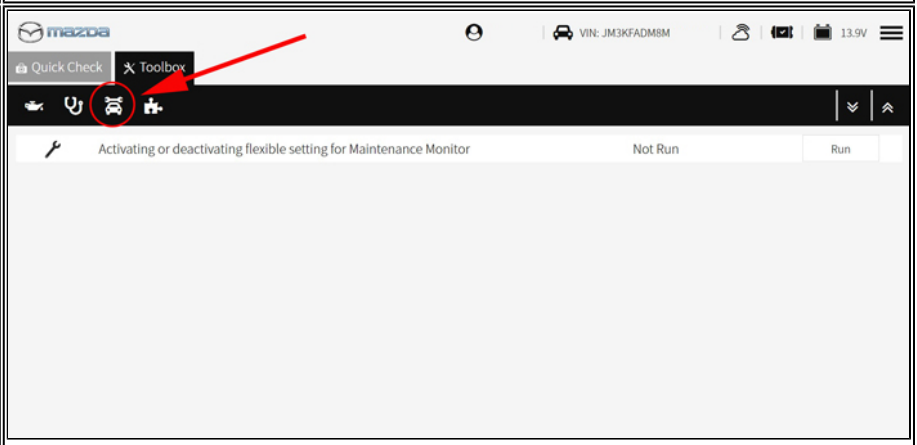 mazda
VIN: JM3KFADM8M
13.9V
Quick Check
Toolbox
Activating or deactivating flexible setting for Maintenance Monitor
Not Run
Run